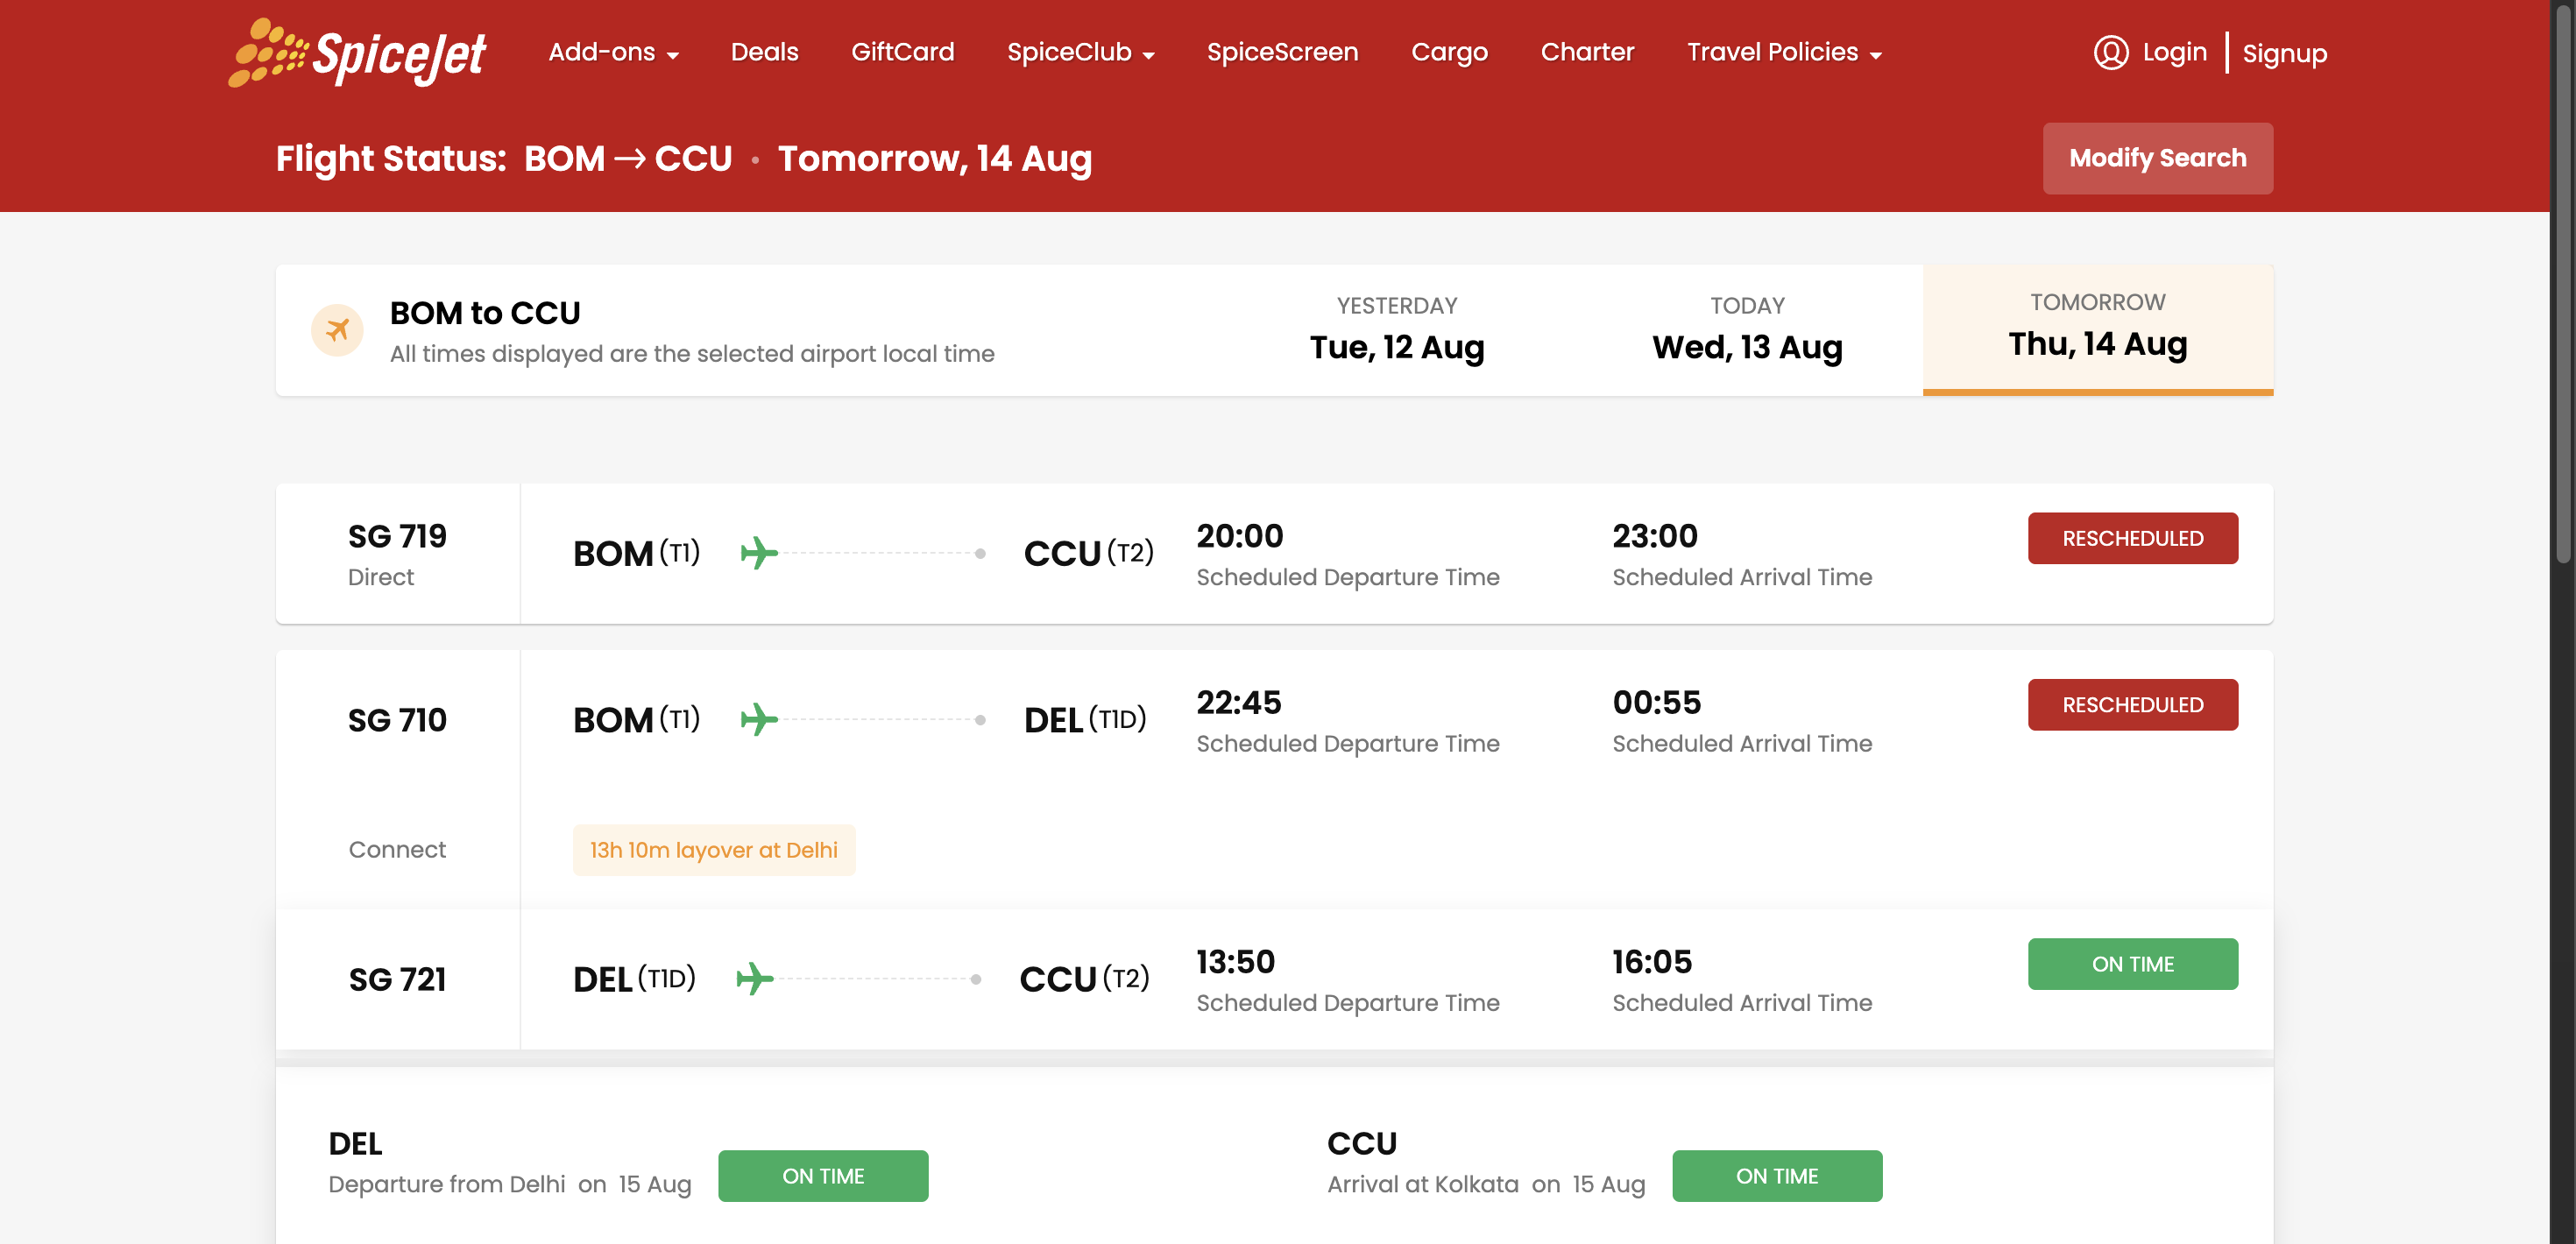 SpiceJet Add-ons Deals GiftCard SpiceClub SpiceScreen Cargo Charter Travel Policies Login Signup
Flight Status: BOM → CCU • Tomorrow, 14 Aug Modify Search
BOM to CCU
All times displayed are the selected airport local time
YESTERDAY
Tue, 12 Aug
TODAY
Wed, 13 Aug
TOMORROW
Thu, 14 Aug
SG 719
Direct
BOM (T1) CCU (T2)
20:00
Scheduled Departure Time
23:00
Scheduled Arrival Time
RESCHEDULED
SG 710
BOM (T1) DEL (T1D)
22:45
Scheduled Departure Time
00:55
Scheduled Arrival Time
RESCHEDULED
Connect
13h 10m layover at Delhi
SG 721
DEL (T1D) CCU (T2)
13:50
Scheduled Departure Time
16:05
Scheduled Arrival Time
ON TIME
DEL
Departure from Delhi on 15 Aug
ON TIME
CCU
Arrival at Kolkata on 15 Aug
ON TIME